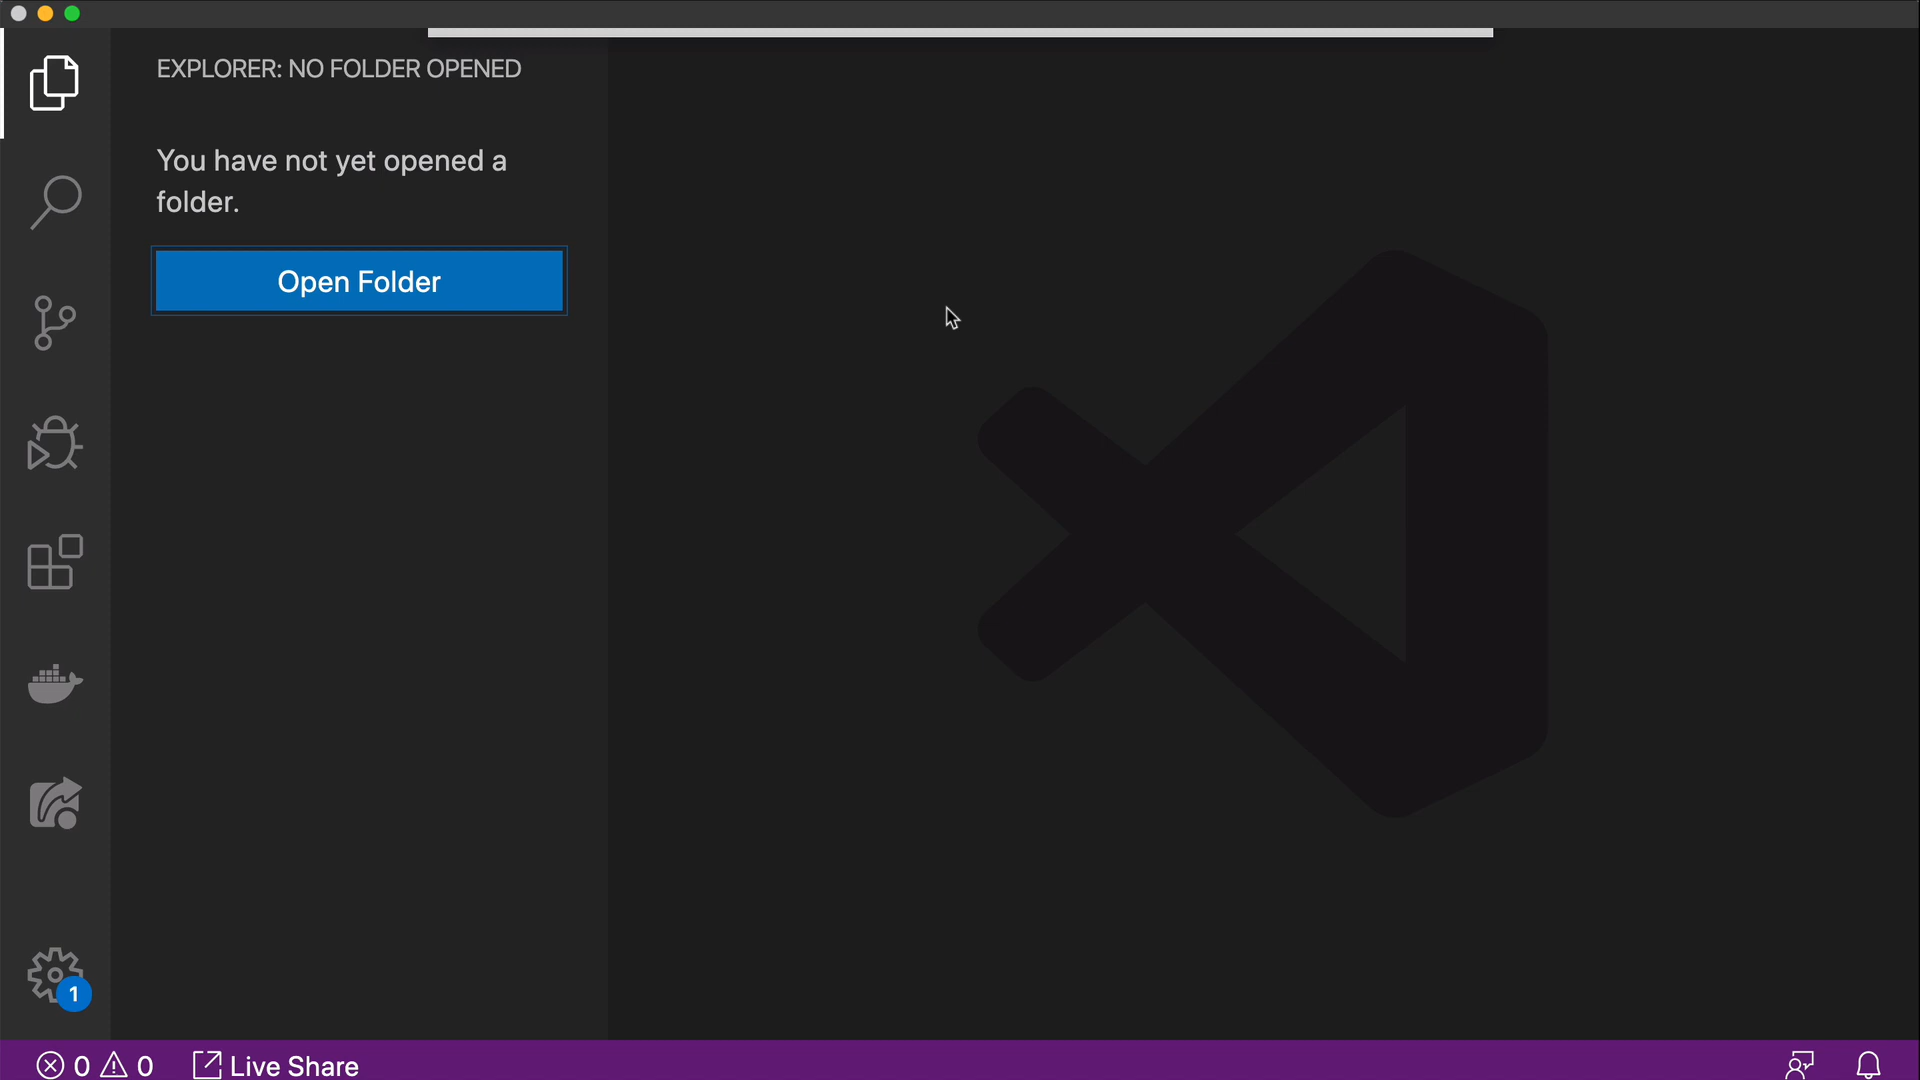 EXPLORER: NO FOLDER OPENED
You have not yet opened a
folder.
Open Folder
1
0 0 Live Share